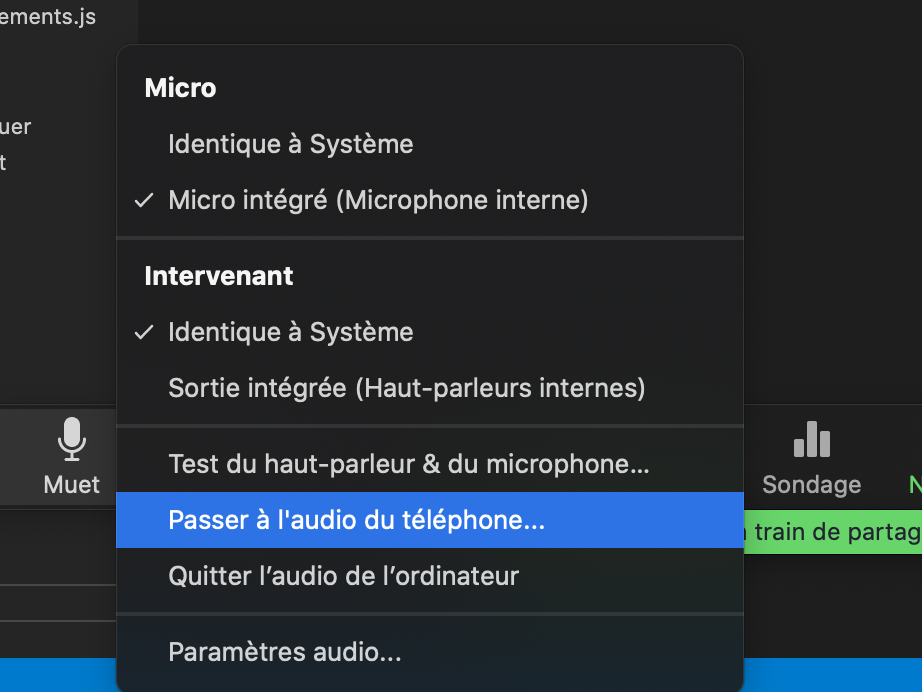 ements.js
uer
t
Micro
Identique à Système
✓ Micro intégré (Microphone interne)
Intervenant
✓ Identique à Système
Sortie intégrée (Haut-parleurs internes)
Test du haut-parleur & du microphone...
Passer à l'audio du téléphone...
Quitter l’audio de l’ordinateur
Paramètres audio...
Muet
Sondage
N
train de partag